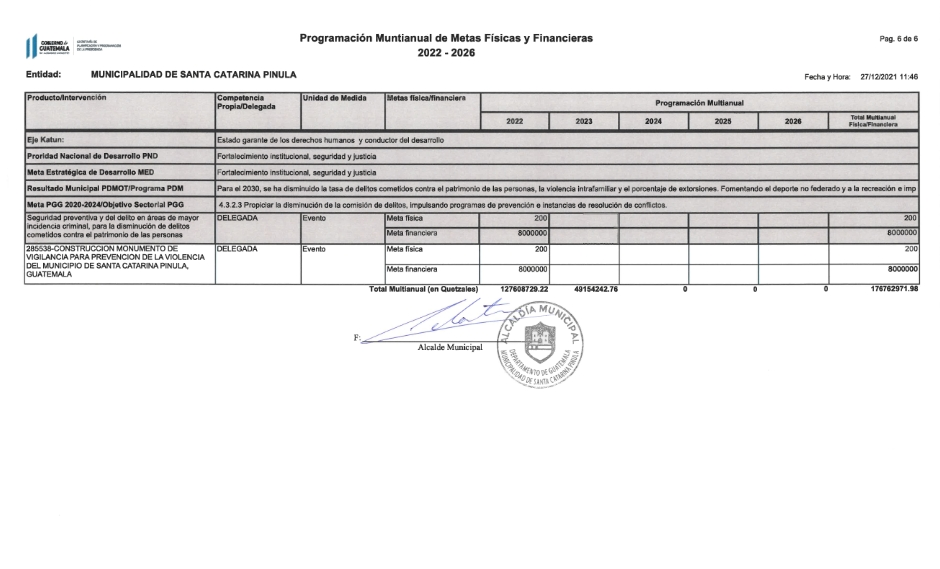 GOBIERNO de
GUATEMALA
SECRETARÍA DE
PLANIFICACIÓN Y PROGRAMACIÓN
DE LA PRESIDENCIA
Programación Muntianual de Metas Físicas y Financieras
2022 - 2026
Pag. 6 de 6
Entidad: MUNICIPALIDAD DE SANTA CATARINA PINULA
Fecha y Hora: 27/12/2021 11:46
Producto/Intervención
Competencia
Propia/Delegada
Unidad de Medida
Metas física/financiera
Programación Multianual
2022 2023 2024 2025 2026
Total Multianual
Física/Financiera
Eje Katun: Estado garante de los derechos humanos y conductor del desarrollo
Proridad Nacional de Desarrollo PND Fortalecimiento institucional, seguridad y justicia
Meta Estratégica de Desarrollo MED Fortalecimiento institucional, seguridad y justicia
Resultado Municipal PDMOT/Programa PDM Para el 2030, se ha disminuido la tasa de delitos cometidos contra el patrimonio de las personas, la violencia intrafamiliar y el porcentaje de extorsiones. Fomentando el deporte no federado y a la recreación e imp
Meta PGG 2020-2024/Objetivo Sectorial PGG 4.3.2.3 Propiciar la disminución de la comisión de delitos, impulsando programas de prevención e instancias de resolución de conflictos.
Seguridad preventiva y del delito en áreas de mayor
incidencia criminal, para la disminución de delitos
cometidos contra el patrimonio de las personas
DELEGADA Evento Meta física 200 200
Meta financiera 8000000 8000000
285538-CONSTRUCCION MONUMENTO DE
VIGILANCIA PARA PREVENCION DE LA VIOLENCIA
DEL MUNICIPIO DE SANTA CATARINA PINULA,
GUATEMALA
DELEGADA Evento Meta física 200 200
Meta financiera 8000000 8000000
Total Multianual (en Quetzales) 127608729.22 49154242.76 0 0 0 176762971.98
F:
Alcalde Municipal
ALCALDÍA MUNICIPAL
DEPARTAMENTO DE GUATEMALA
MUNICIPALIDAD DE SANTA CATARINA PINULA